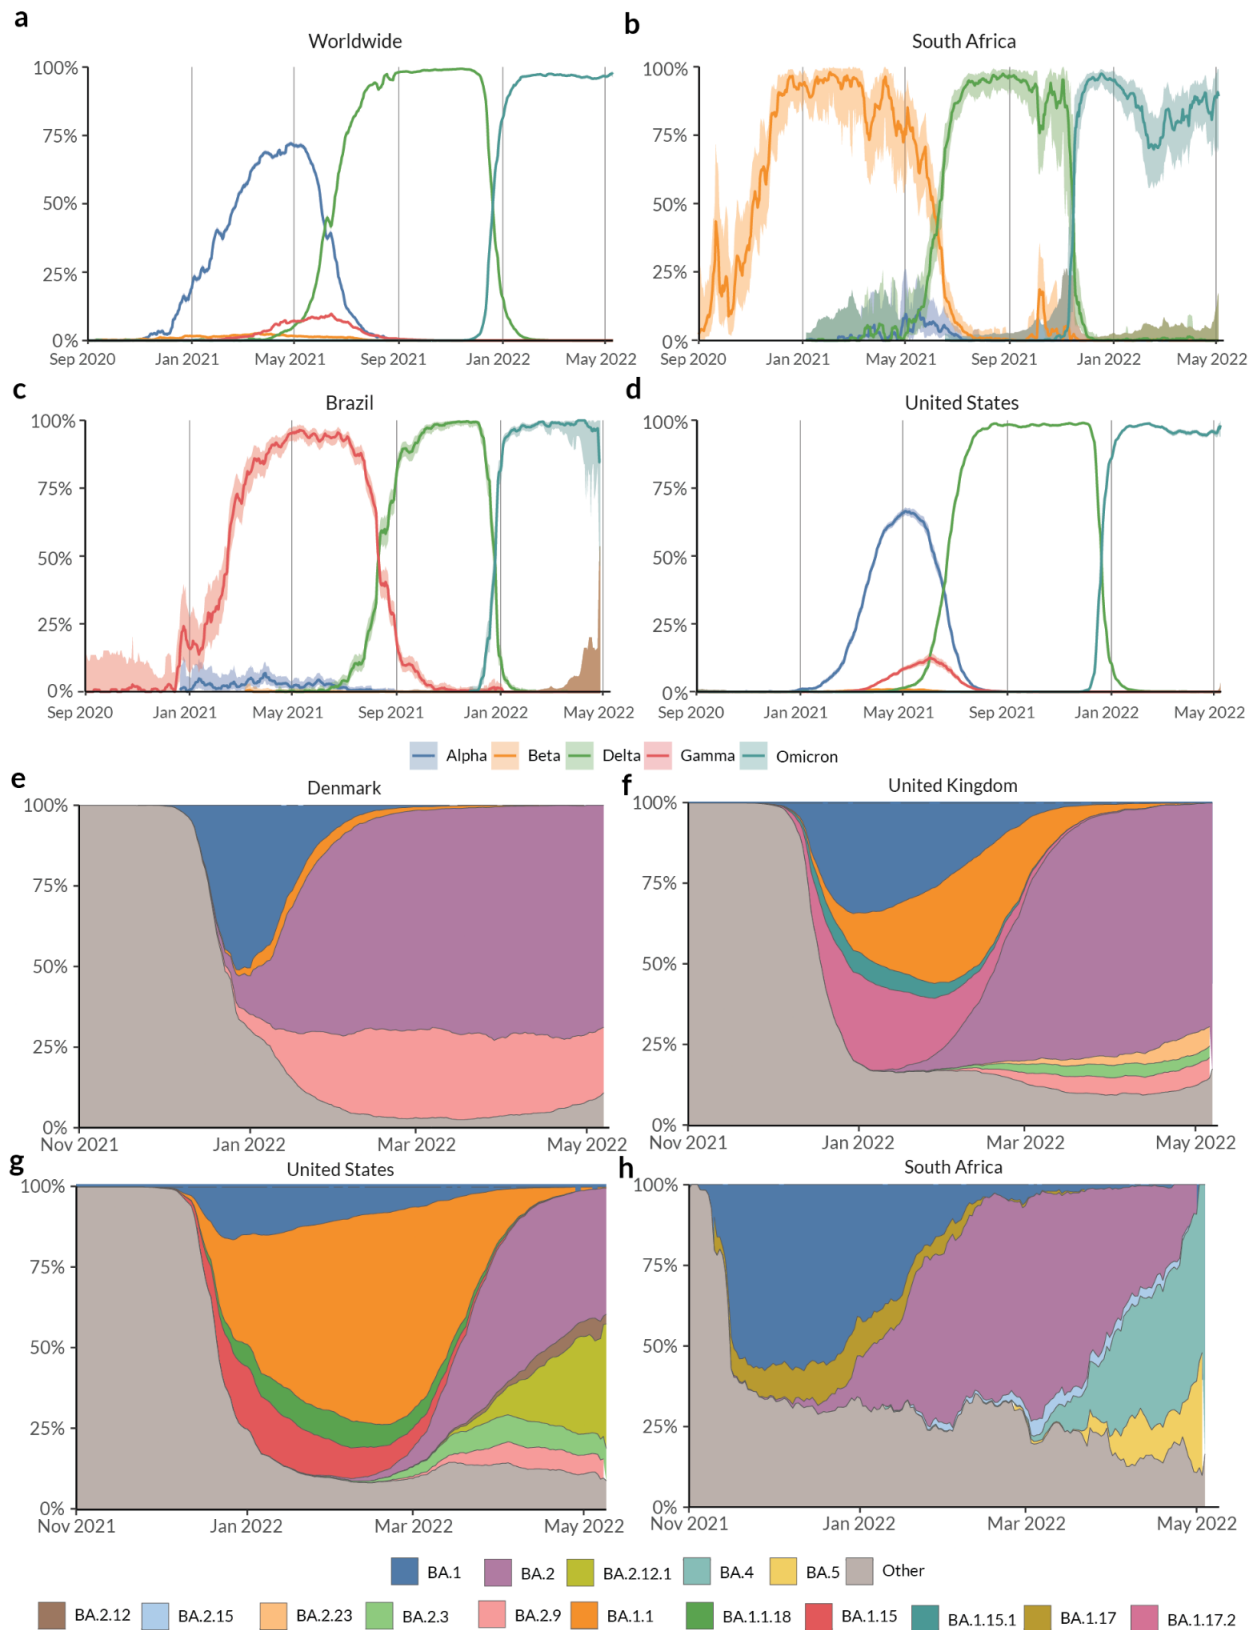 a
Worldwide
100%
75%
50%
25%
0%
Sep 2020 Jan 2021 May 2021 Sep 2021 Jan 2022 May 2022
b
South Africa
100%
75%
50%
25%
0%
Sep 2020 Jan 2021 May 2021 Sep 2021 Jan 2022 May 2022
c
Brazil
100%
75%
50%
25%
0%
Sep 2020 Jan 2021 May 2021 Sep 2021 Jan 2022 May 2022
d
United States
100%
75%
50%
25%
0%
Sep 2020 Jan 2021 May 2021 Sep 2021 Jan 2022 May 2022
Alpha Beta Delta Gamma Omicron
e
Denmark
100%
75%
50%
25%
0%
Nov 2021 Jan 2022 Mar 2022 May 2022
f
United Kingdom
100%
75%
50%
25%
0%
Nov 2021 Jan 2022 Mar 2022 May 2022
g
United States
100%
75%
50%
25%
0%
Nov 2021 Jan 2022 Mar 2022 May 2022
h
South Africa
100%
75%
50%
25%
0%
Nov 2021 Jan 2022 Mar 2022 May 2022
BA.1 BA.2 BA.2.12.1 BA.4 BA.5 Other
BA.2.12 BA.2.15 BA.2.23 BA.2.3 BA.2.9 BA.1.1 BA.1.1.18 BA.1.15 BA.1.15.1 BA.1.17 BA.1.17.2